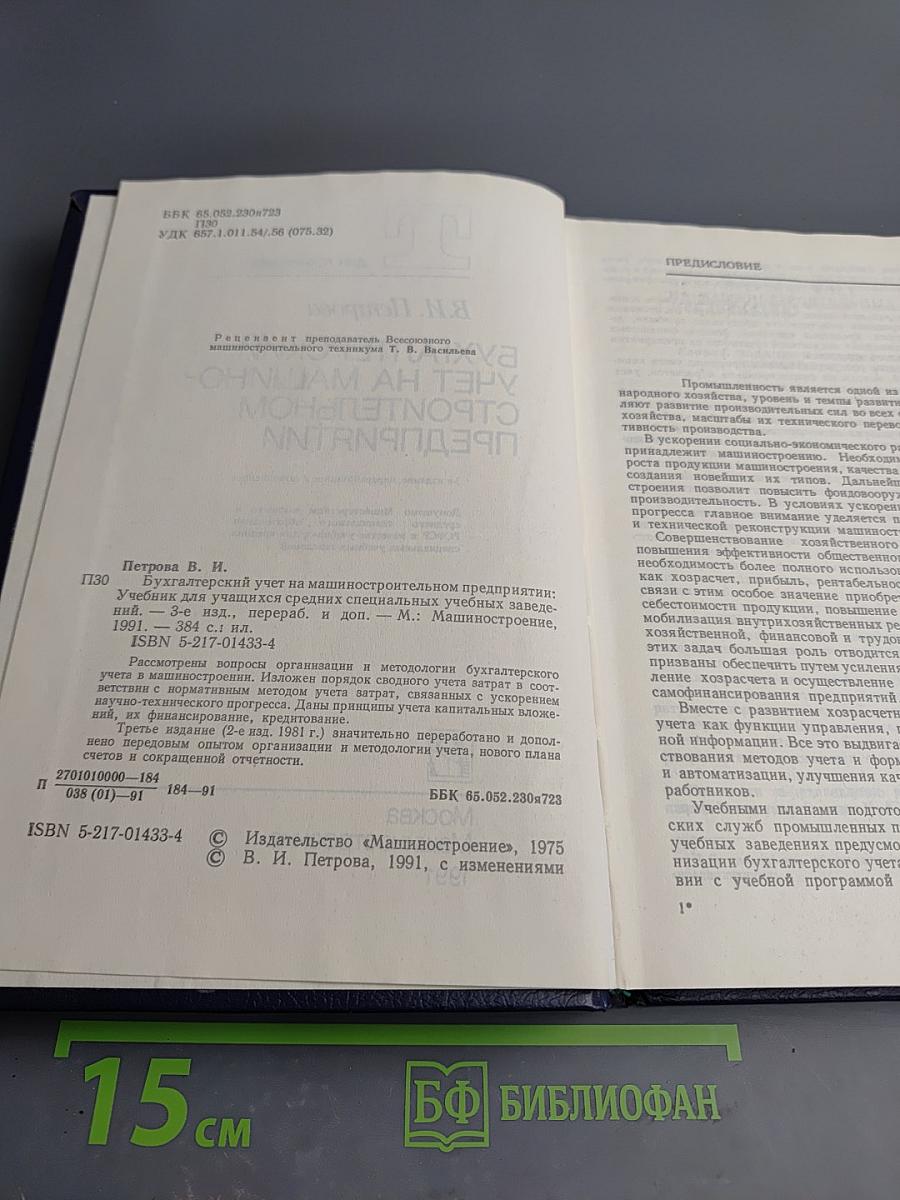 ББК 65.052.230я723
П30
УДК 657.1.011.54/.56 (075.32)
Рецензент преподаватель Всесоюзного
машиностроительного техникума Т. В. Васильева
Петрова В. И.
П30 Бухгалтерский учет на машиностроительном предприятии:
Учебник для учащихся средних специальных учебных заведе-
ний. — 3-е изд., перераб. и доп. — М.: Машиностроение,
1991. — 384 с.: ил.
ISBN 5-217-01433-4
Рассмотрены вопросы организации и методологии бухгалтерского
учета в машиностроении. Изложен порядок сводного учета затрат в соот-
ветствии с нормативным методом учета затрат, связанных с ускорением
научно-технического прогресса. Даны принципы учета капитальных вложе-
ний, их финансирование, кредитование.
Третье издание (2-е изд. 1981 г.) значительно переработано и допол-
нено передовым опытом организации и методологии учета, нового плана
счетов и сокращенной отчетности.
П 2701010000—184
038 (01)—91 184—91
ББК 65.052.230я723
ISBN 5-217-01433-4
© Издательство «Машиностроение», 1975
© В. И. Петрова, 1991, с изменениями
ПРЕДИСЛОВИЕ
Промышленность является одной из
народного хозяйства, уровень и темпы развити
ляют развитие производительных сил во всех
хозяйства, масштабы их технического перево
тивность производства.
В ускорении социально-экономического ра
принадлежит машиностроению. Необходим
роста продукции машиностроения, качества
создания новейших их типов. Дальнейш
строения позволит повысить фондовооруж
производительность. В условиях ускорен
прогресса главное внимание уделяется п
и технической реконструкции машиност
Совершенствование хозяйственного
повышения эффективности общественно
необходимость более полного использов
как хозрасчет, прибыль, рентабельнос
связи с этим особое значение приобрет
себестоимости продукции, повышение
мобилизация внутрихозяйственных ре
хозяйственной, финансовой и трудов
этих задач большая роль отводится
призваны обеспечить путем усиления
ление хозрасчета и осуществление
самофинансирования предприятий.
Вместе с развитием хозрасчетн
учета как функции управления, п
ной информации. Все это выдвига
ствования методов учета и форм
и автоматизации, улучшения кач
работников.
Учебными планами подгото
ских служб промышленных п
учебных заведениях предусмо
низации бухгалтерского учета
вии с учебной программой
1*
15 см
БФ БИБЛИОФАН